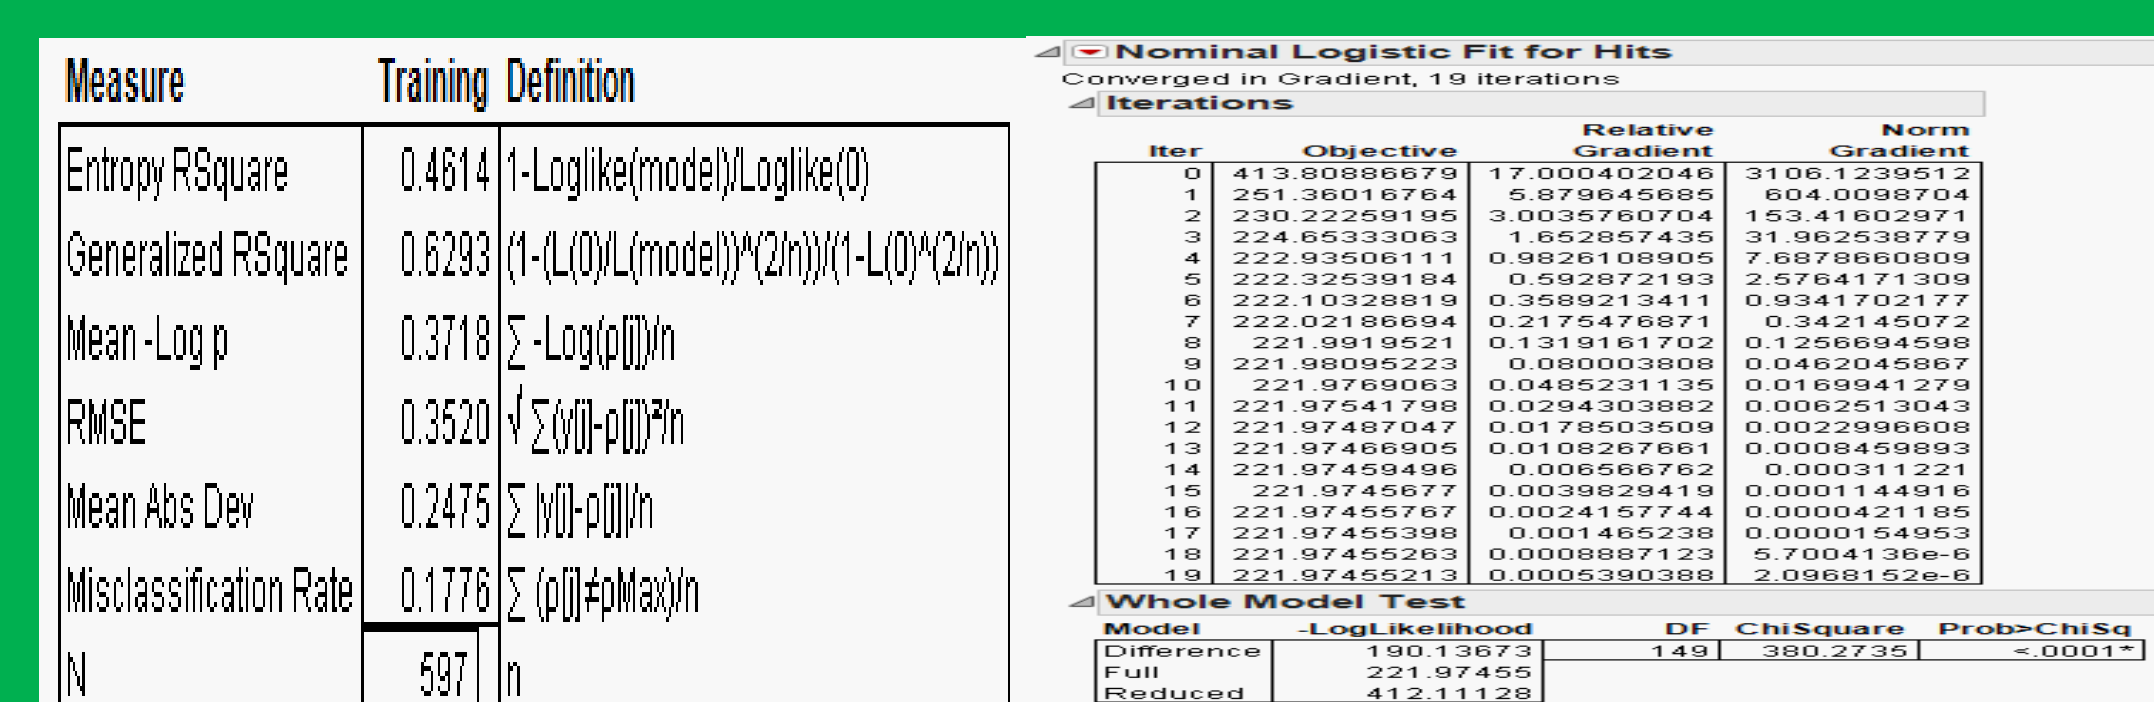 Measure Training Definition
Entropy RSquare 0.4614 1-Loglike(model)/Loglike(0)
Generalized RSquare 0.6293 (1-(L(0)/L(model))^(2/n))/(1-L(0)^(2/n))
Mean -Log p 0.3718 ∑ -Log(p[j])/n
RMSE 0.3520 √ ∑(y[j]-p[j])²/n
Mean Abs Dev 0.2475 ∑ |y[j]-p[j]|/n
Misclassification Rate 0.1776 ∑ (p[j]≠pMax)/n
N 597 n
Nominal Logistic Fit for Hits
Converged in Gradient, 19 iterations
Iterations
Relative Norm
Iter Objective Gradient Gradient
0 413.80886679 17.000402046 3106.1239512
1 251.36016764 5.879645685 604.0098704
2 230.22259195 3.0035760704 153.41602971
3 224.65333063 1.652857435 31.962538779
4 222.93506111 0.9826108905 7.6878660809
5 222.32539184 0.592872193 2.5764171309
6 222.10328819 0.3589213411 0.9341702177
7 222.02186694 0.2175476871 0.342145072
8 221.9919521 0.1319161702 0.1256694598
9 221.98095223 0.080003808 0.0462045867
10 221.9769063 0.0485231135 0.0169941279
11 221.97541798 0.0294303882 0.0062513043
12 221.97487047 0.0178503509 0.0022996608
13 221.97466905 0.0108267661 0.0008459893
14 221.97459496 0.006566762 0.000311221
15 221.9745677 0.0039829419 0.0001144916
16 221.97455767 0.0024157744 0.0000421185
17 221.97455398 0.001465238 0.0000154953
18 221.97455263 0.0008887123 5.7004136e-6
19 221.97455213 0.0005390388 2.0968152e-6
Whole Model Test
Model -LogLikelihood DF ChiSquare Prob>ChiSq
Difference 190.13673 149 380.2735 <.0001*
Full 221.97455
Reduced 412.11128